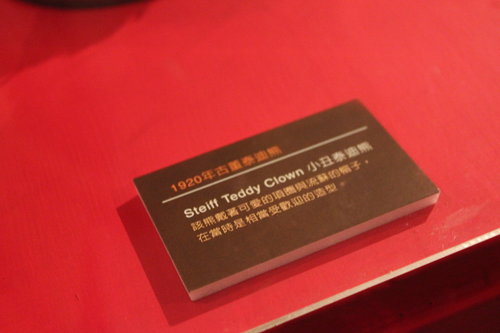 1920年古董泰迪熊
Steiff Teddy Clown 小丑泰迪熊
該熊戴著可愛的項圈與流蘇的帽子，
在當時是相當受歡迎的造型。